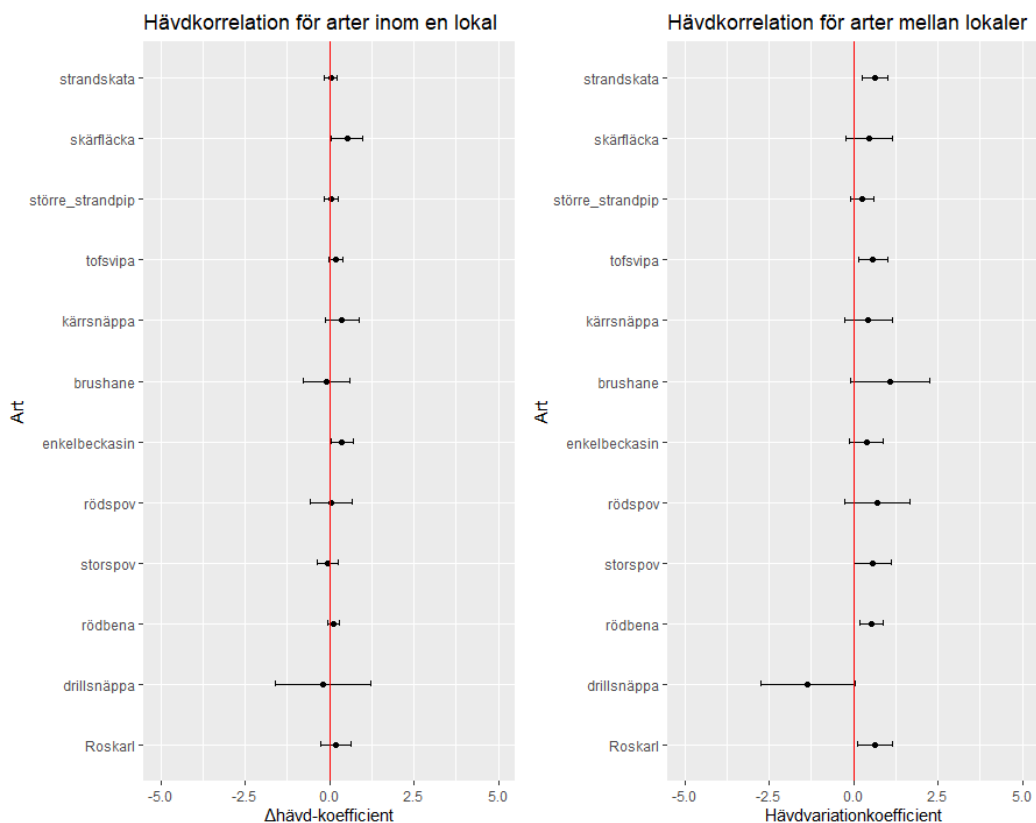 Hävdkorrelation för arter inom en lokal
Art
strandskata
skärfläcka
större_strandpip
tofsvipa
kärrsnäppa
brushane
enkelbeckasin
rödspov
storspov
rödbena
drillsnäppa
Roskarl
-5.0 -2.5 0.0 2.5 5.0
Δhävd-koefficient
Hävdkorrelation för arter mellan lokaler
Art
strandskata
skärfläcka
större_strandpip
tofsvipa
kärrsnäppa
brushane
enkelbeckasin
rödspov
storspov
rödbena
drillsnäppa
Roskarl
-5.0 -2.5 0.0 2.5 5.0
Hävdvariationkoefficient